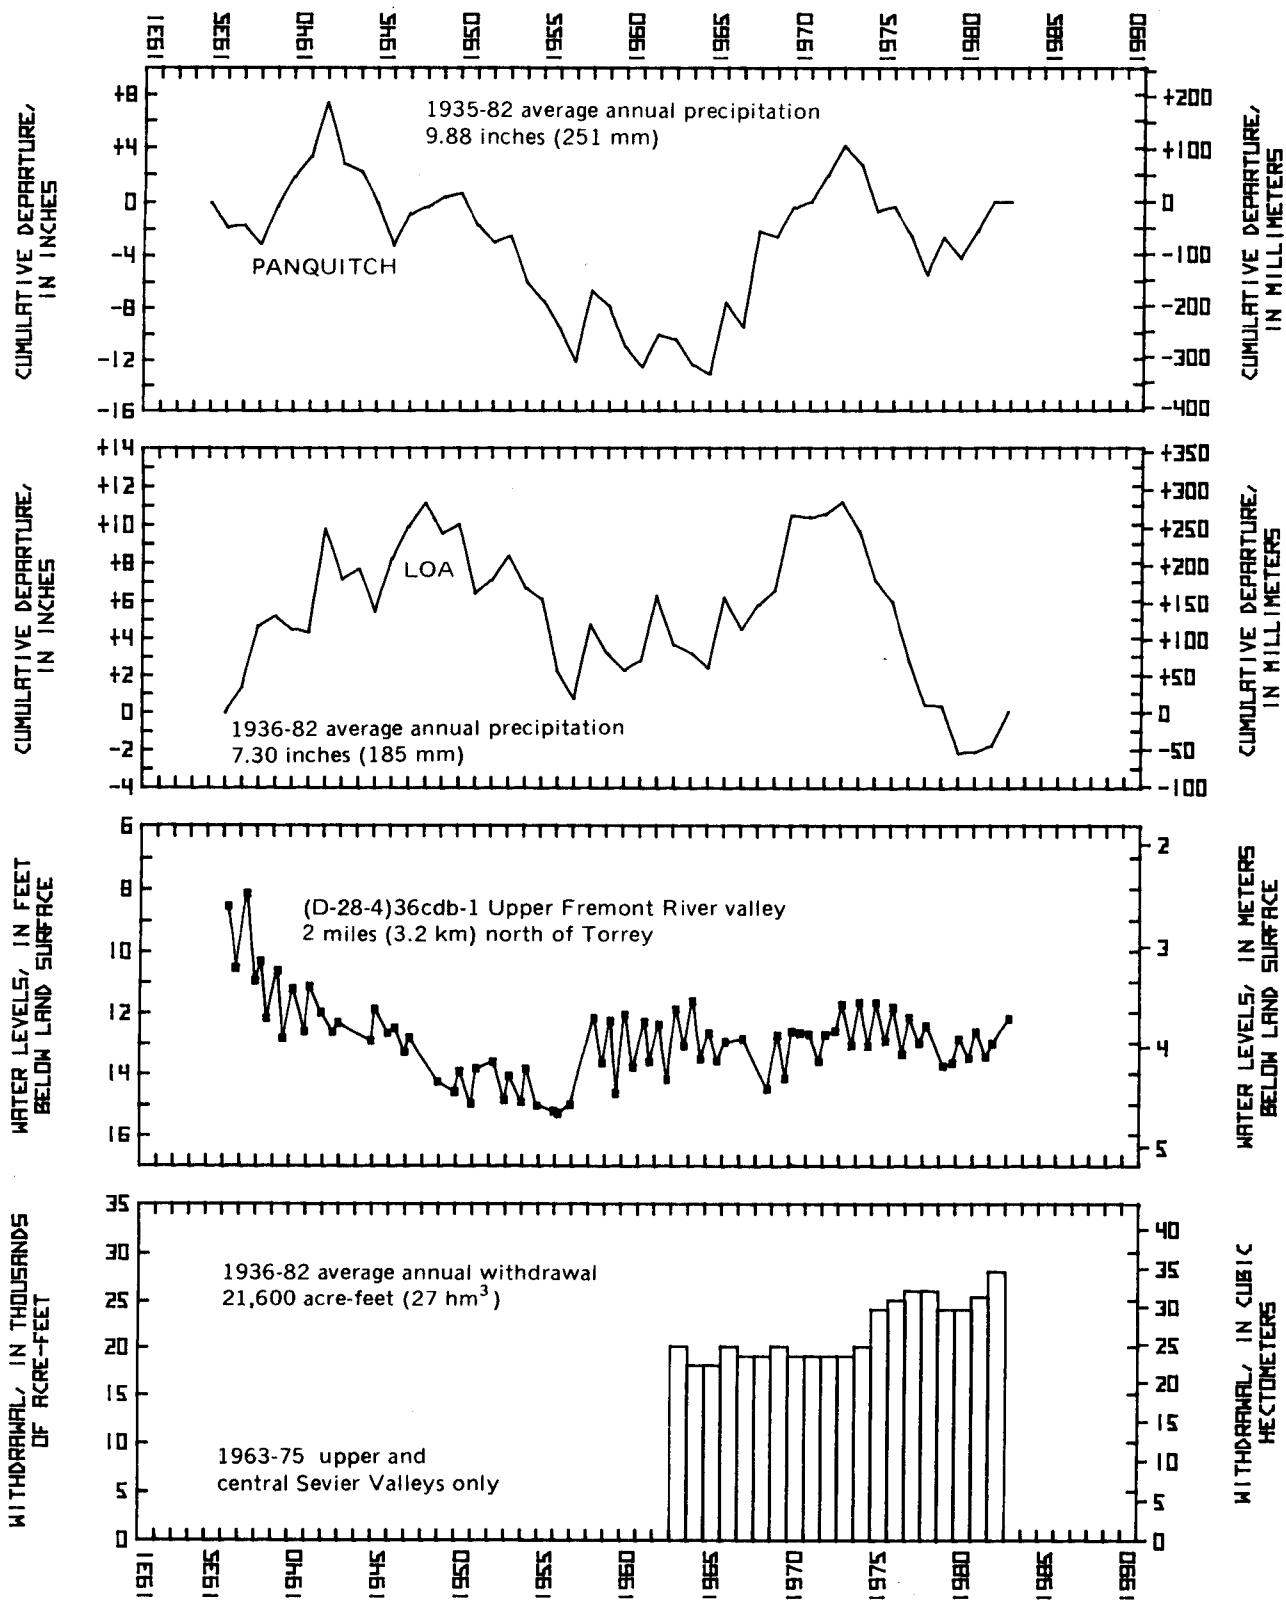 1931 1935 1940 1945 1950 1955 1960 1965 1970 1975 1980 1985 1990
CUMULATIVE DEPARTURE,
IN INCHES
+8
+4
0
-4
-8
-12
-16
1935-82 average annual precipitation
9.88 inches (251 mm)
PANQUITCH
+200
+100
0
-100
-200
-300
-400
CUMULATIVE DEPARTURE,
IN MILLIMETERS
CUMULATIVE DEPARTURE,
IN INCHES
+14
+12
+10
+8
+6
+4
+2
0
-2
-4
LOA
1936-82 average annual precipitation
7.30 inches (185 mm)
+350
+300
+250
+200
+150
+100
+50
0
-50
-100
CUMULATIVE DEPARTURE,
IN MILLIMETERS
WATER LEVELS, IN FEET
BELOW LAND SURFACE
6
8
10
12
14
16
(D-28-4)36cdb-1 Upper Fremont River valley
2 miles (3.2 km) north of Torrey
2
3
4
5
WATER LEVELS, IN METERS
BELOW LAND SURFACE
WITHDRAWAL, IN THOUSANDS
OF ACRE-FEET
35
30
25
20
15
10
5
0
1936-82 average annual withdrawal
21,600 acre-feet (27 hm³)
1963-75 upper and
central Sevier Valleys only
40
35
30
25
20
15
10
5
0
WITHDRAWAL, IN CUBIC
HECTOMETERS
1931 1935 1940 1945 1950 1955 1960 1965 1970 1975 1980 1985 1990